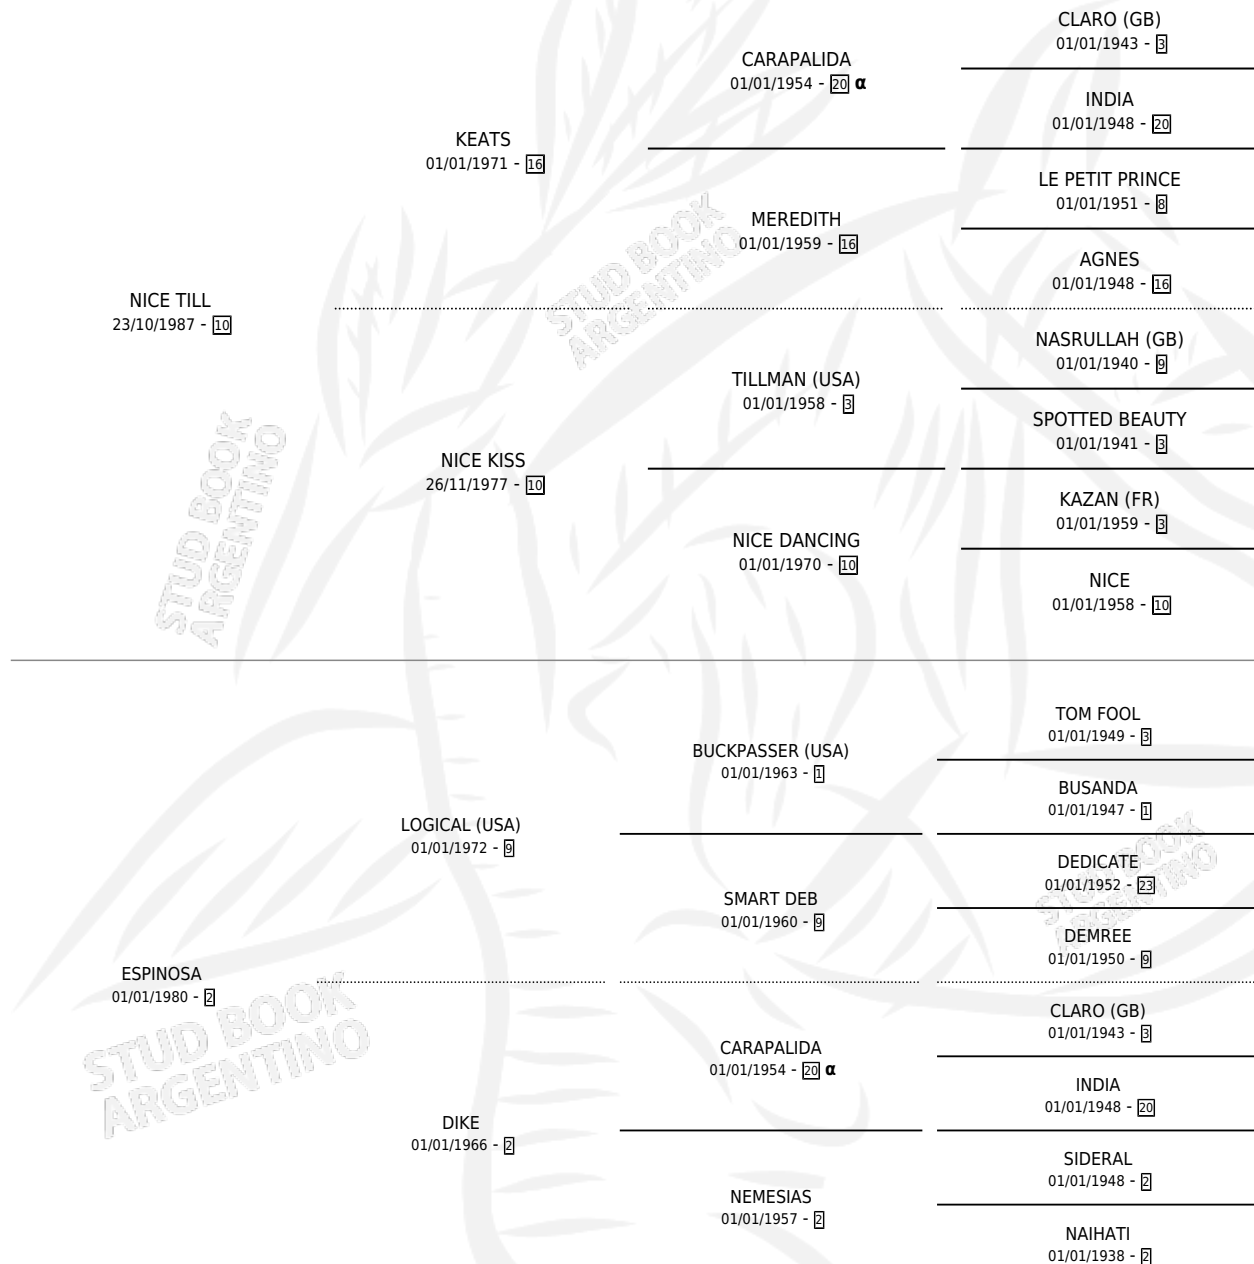 CLARO (GB)
01/01/1943 - 3
CARAPALIDA
01/01/1954 - 20 α
INDIA
01/01/1948 - 20
KEATS
01/01/1971 - 16
LE PETIT PRINCE
01/01/1951 - 8
MEREDITH
01/01/1959 - 16
AGNES
01/01/1948 - 16
NICE TILL
23/10/1987 - 10
NASRULLAH (GB)
01/01/1940 - 9
TILLMAN (USA)
01/01/1958 - 3
SPOTTED BEAUTY
01/01/1941 - 3
NICE KISS
26/11/1977 - 10
KAZAN (FR)
01/01/1959 - 3
NICE DANCING
01/01/1970 - 10
NICE
01/01/1958 - 10
TOM FOOL
01/01/1949 - 3
BUCKPASSER (USA)
01/01/1963 - 1
BUSANDA
01/01/1947 - 1
LOGICAL (USA)
01/01/1972 - 9
DEDICATE
01/01/1952 - 23
SMART DEB
01/01/1960 - 9
DEMREE
01/01/1950 - 9
ESPINOSA
01/01/1980 - 2
CLARO (GB)
01/01/1943 - 3
CARAPALIDA
01/01/1954 - 20 α
INDIA
01/01/1948 - 20
DIKE
01/01/1966 - 2
SIDERAL
01/01/1948 - 2
NEMESIAS
01/01/1957 - 2
NAIHATI
01/01/1938 - 2
STUD BOOK
ARGENTINO
STUD BOOK
ARGENTINO
STUD BOOK
ARGENTINO
STUD BOOK
ARGENTINO